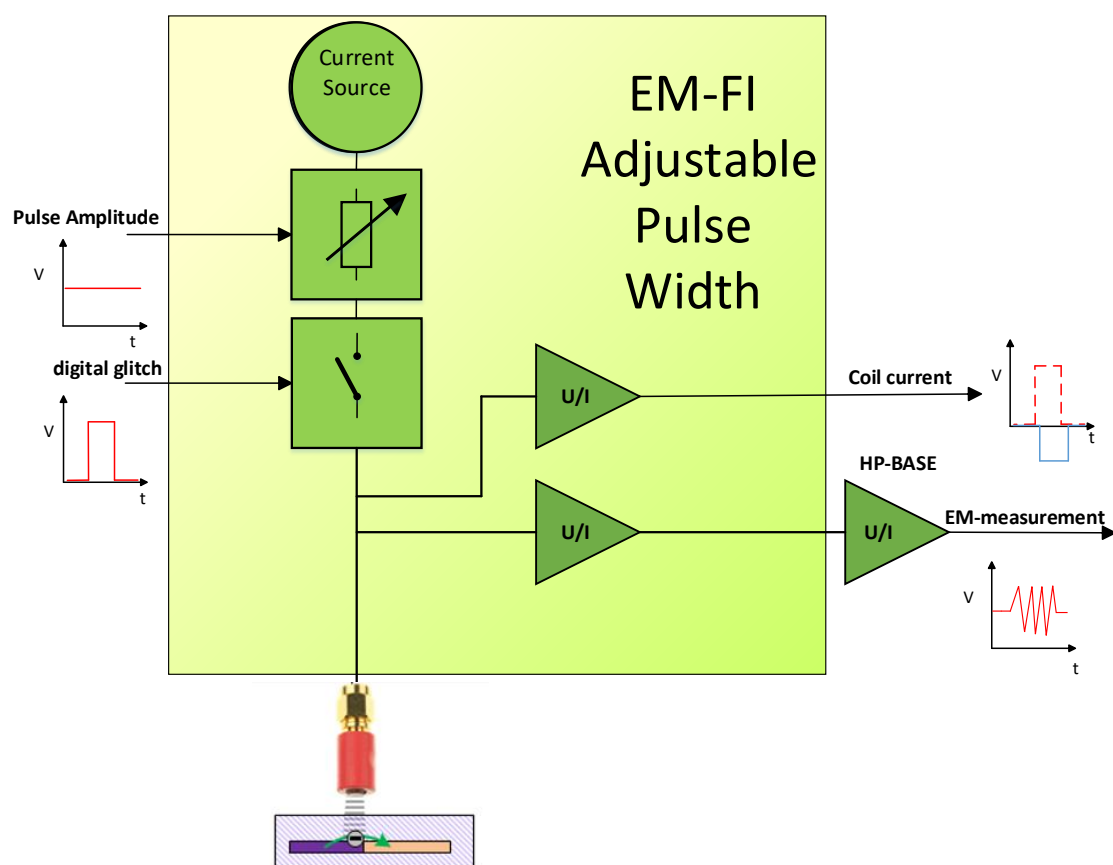 Current
Source
EM-FI
Adjustable
Pulse
Width
Pulse Amplitude
V
t
digital glitch
V
t
U/I
Coil current
V
t
HP-BASE
U/I
U/I
EM-measurement
V
t